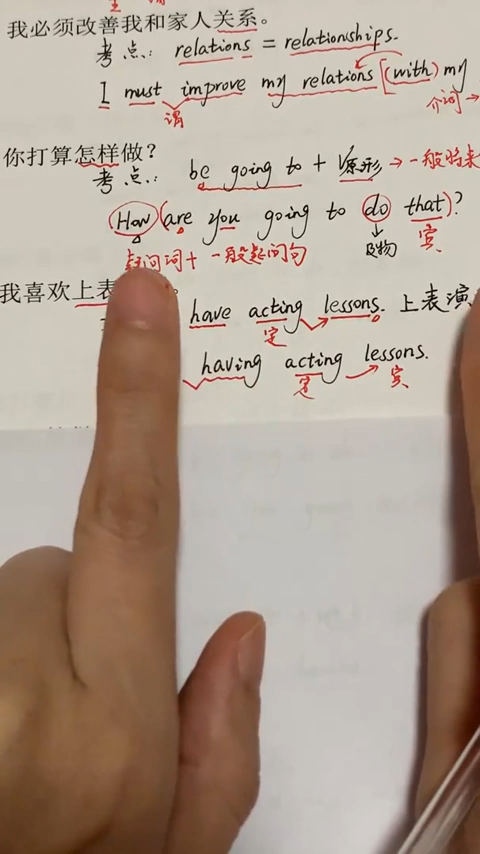 我必须改善我和家人关系。
考点: relations = relationships.
I must improve my relations (with) my
谓 介词→
你打算怎样做?
考点: be going to + V原形 → 一般将来
How (are you going to do that)?
及物 宾
疑问词 + 一般疑问句
我喜欢上表
have acting lessons. 上表演
定
having acting lessons.
定 宾